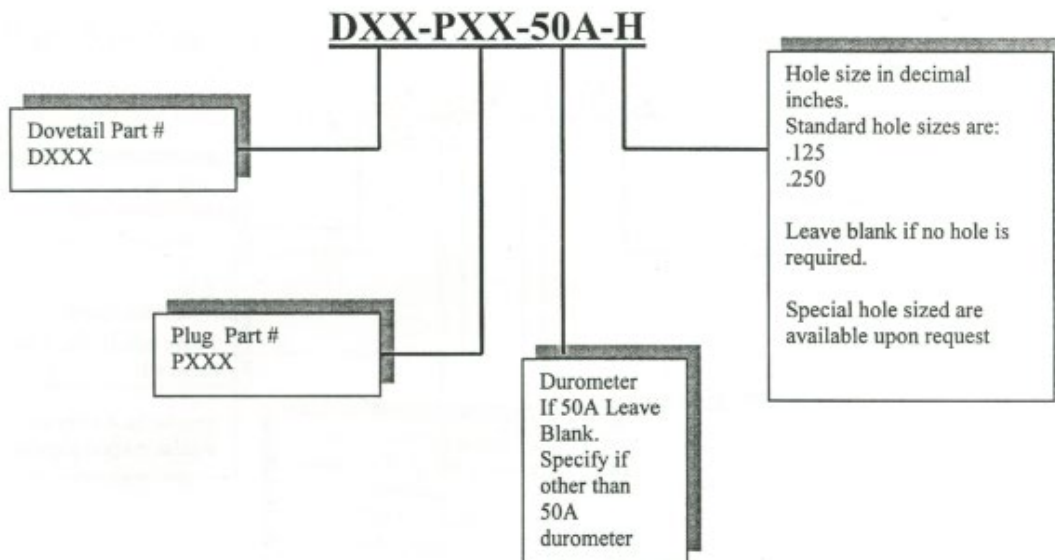 DXX-PXX-50A-H
Dovetail Part #
DXXX
Plug Part #
PXXX
Durometer
If 50A Leave
Blank.
Specify if
other than
50A
durometer
Hole size in decimal
inches.
Standard hole sizes are:
.125
.250
Leave blank if no hole is
required.
Special hole sized are
available upon request